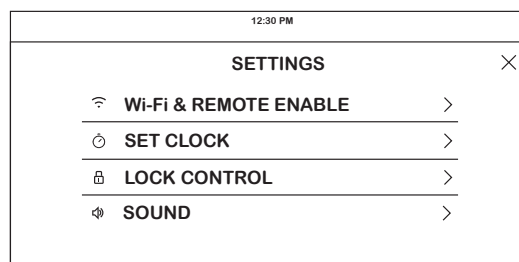 12:30 PM
SETTINGS
Wi-Fi & REMOTE ENABLE
SET CLOCK
LOCK CONTROL
SOUND